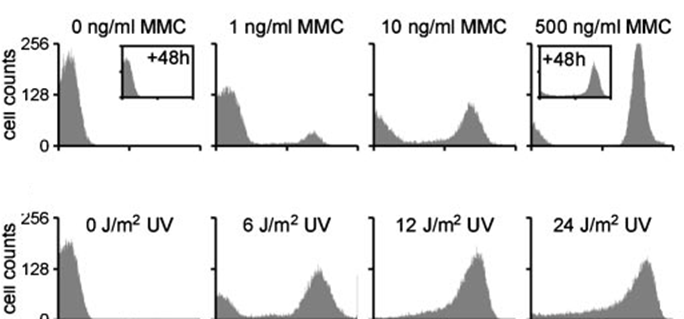 0 ng/ml MMC
1 ng/ml MMC
10 ng/ml MMC
500 ng/ml MMC
cell counts
256
128
0
+48h
+48h
0 J/m² UV
6 J/m² UV
12 J/m² UV
24 J/m² UV
cell counts
256
128
0